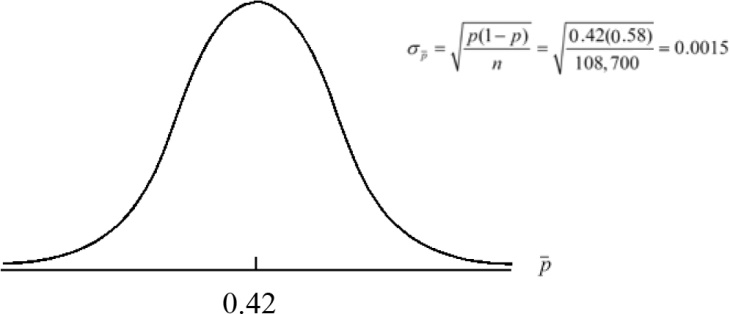 σ_p̄ = √(p(1−p)/n) = √(0.42(0.58)/108,700) = 0.0015
p̄
0.42